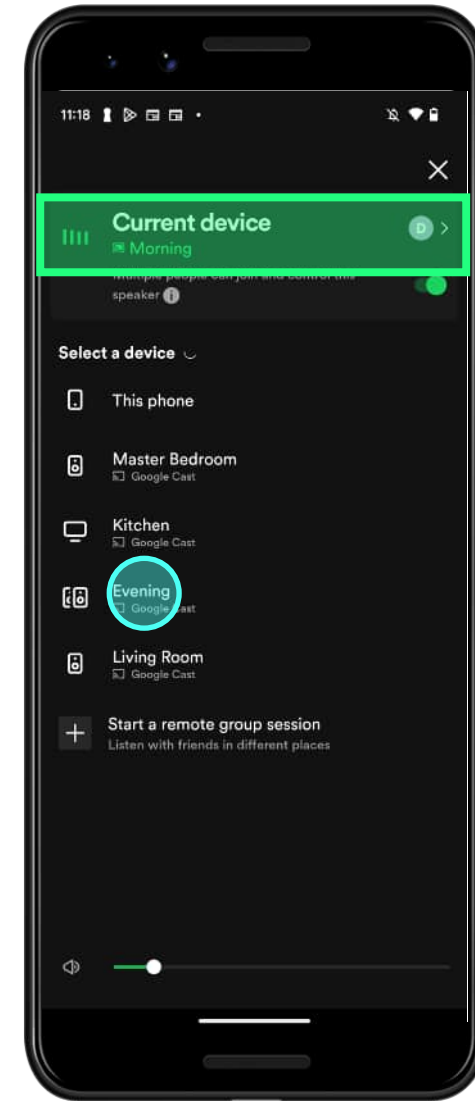 11:18
Current device
D
Morning
Multiple people can join and control this
speaker
Select a device
This phone
Master Bedroom
Google Cast
Kitchen
Google Cast
Evening
Google Cast
Living Room
Google Cast
Start a remote group session
Listen with friends in different places